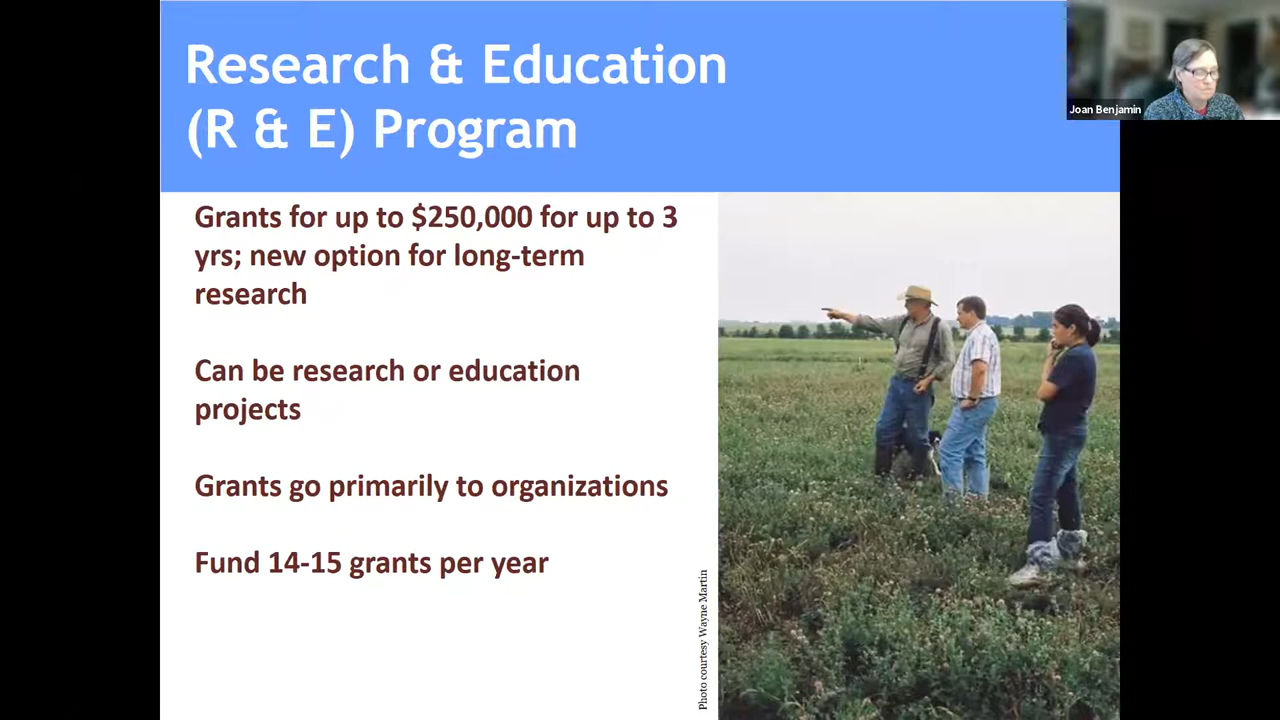 Research & Education
(R & E) Program
Joan Benjamin
Grants for up to $250,000 for up to 3
yrs; new option for long-term
research
Can be research or education
projects
Grants go primarily to organizations
Fund 14-15 grants per year
Photo courtesy Wayne Martin